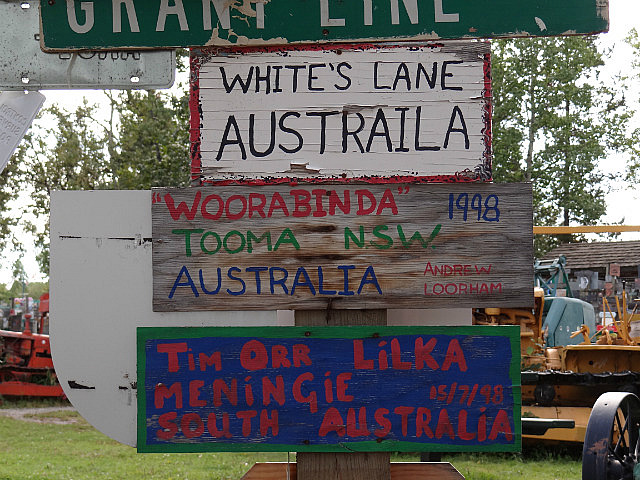 GRANT LINE
WHITE'S LANE
AUSTRAILA
"WOORABINDA" 1998
TOOMA NSW
AUSTRALIA ANDREW
LOORHAM
TIM ORR LILKA
MENINGIE 15/7/98
SOUTH AUSTRALIA